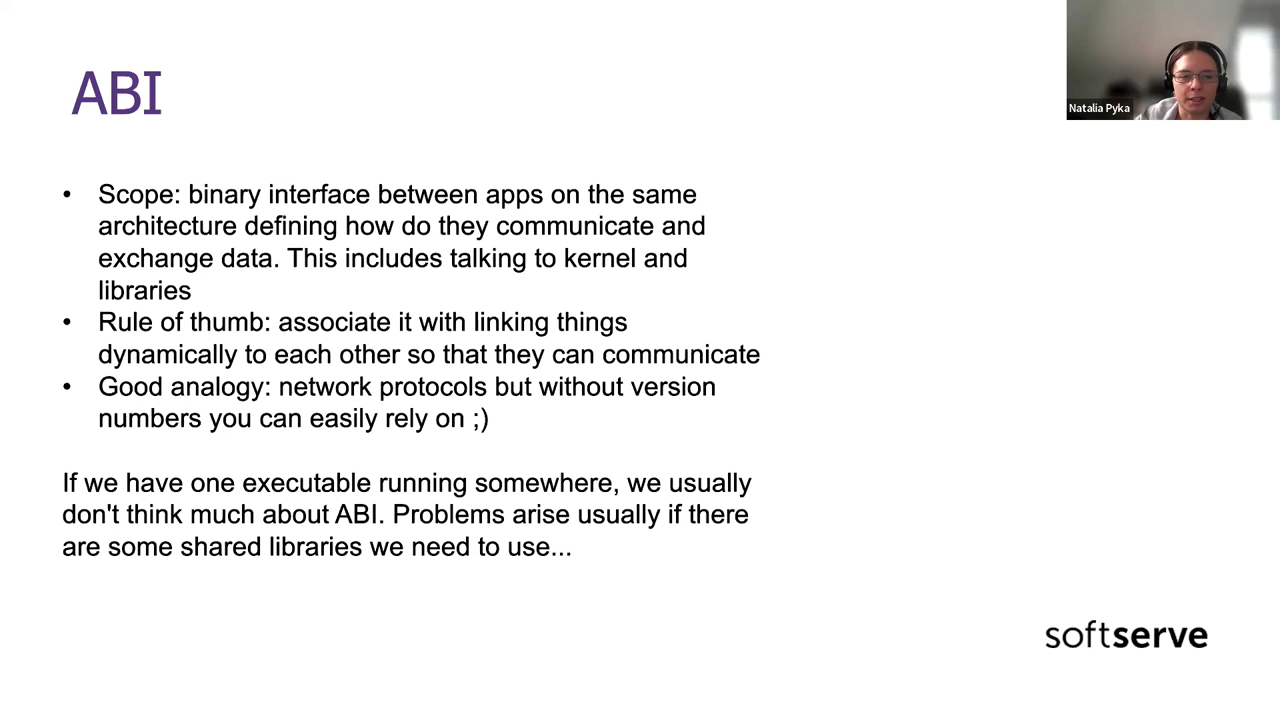 ABI
Natalia Pyka
• Scope: binary interface between apps on the same
architecture defining how do they communicate and
exchange data. This includes talking to kernel and
libraries
• Rule of thumb: associate it with linking things
dynamically to each other so that they can communicate
• Good analogy: network protocols but without version
numbers you can easily rely on ;)
If we have one executable running somewhere, we usually
don't think much about ABI. Problems arise usually if there
are some shared libraries we need to use...
softserve